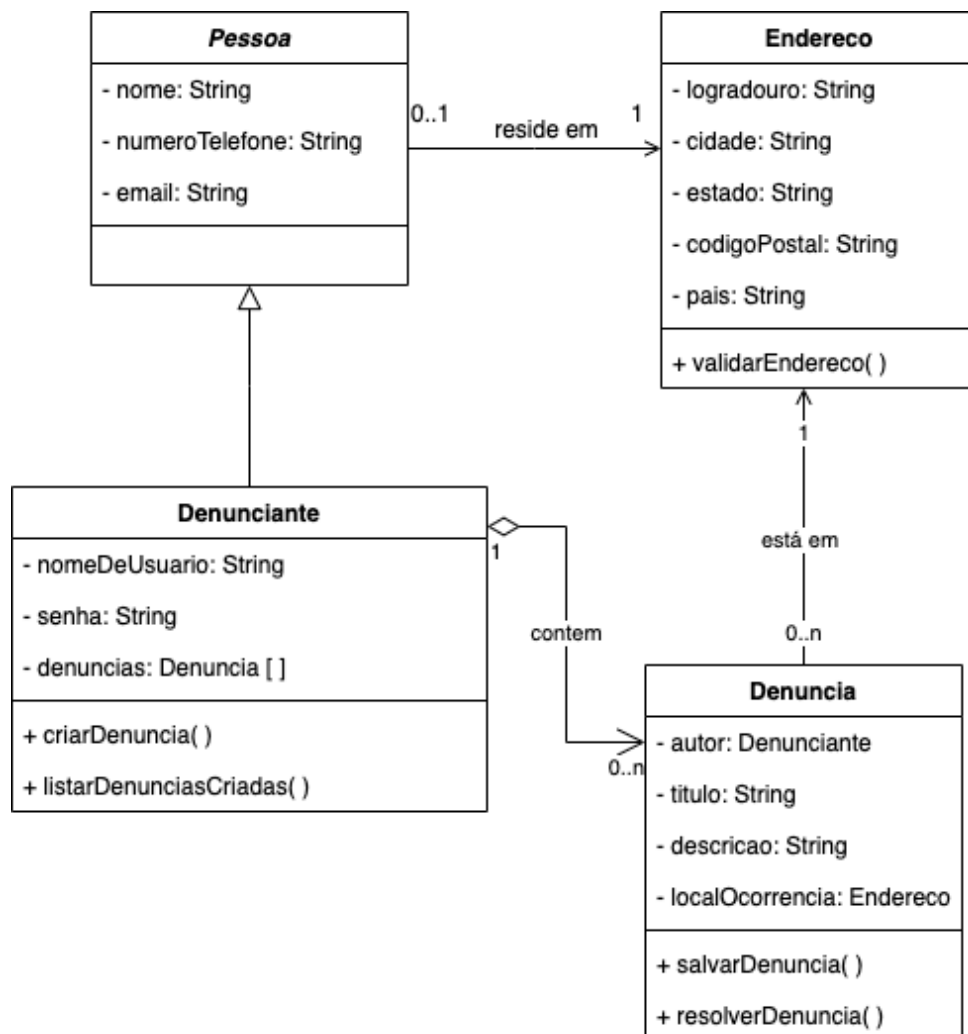 Pessoa
- nome: String
- numeroTelefone: String
- email: String
0..1
reside em
1
Endereco
- logradouro: String
- cidade: String
- estado: String
- codigoPostal: String
- pais: String
+ validarEndereco( )
1
está em
0..n
Denunciante
- nomeDeUsuario: String
- senha: String
- denuncias: Denuncia [ ]
+ criarDenuncia( )
+ listarDenunciasCriadas( )
1
contem
0..n
Denuncia
- autor: Denunciante
- titulo: String
- descricao: String
- localOcorrencia: Endereco
+ salvarDenuncia( )
+ resolverDenuncia( )